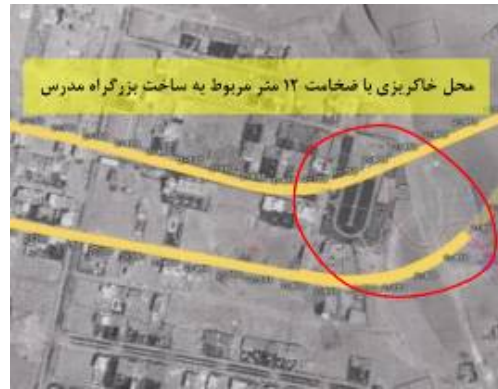 محل خاکریزی با ضخامت ۱۲ متر مربوط به ساخت بزرگراه مدرس